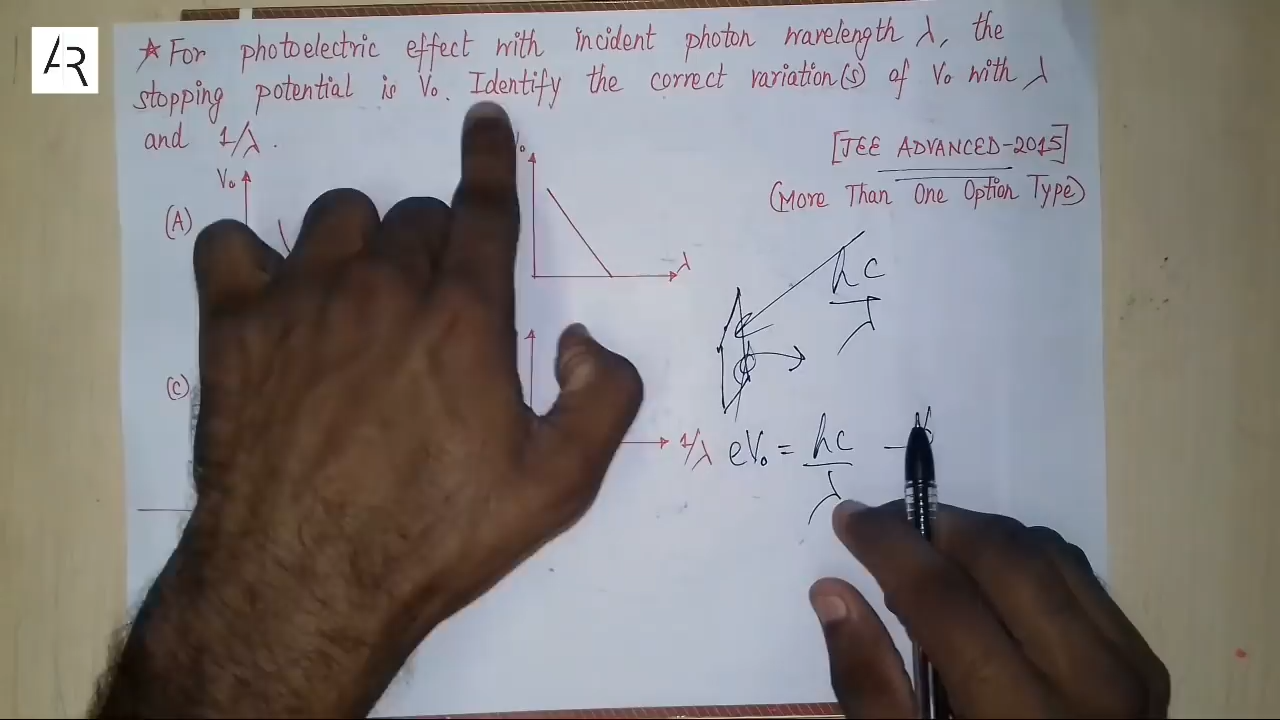 AR
☆ For photoelectric effect with incident photon wavelength λ, the
stopping potential is V₀. Identify the correct variation(s) of V₀ with λ
and 1/λ.
[JEE ADVANCED-2015]
(More Than One Option Type)
V₀
(A)
λ
hc
λ
(C)
1/λ
eV₀ = hc
λ